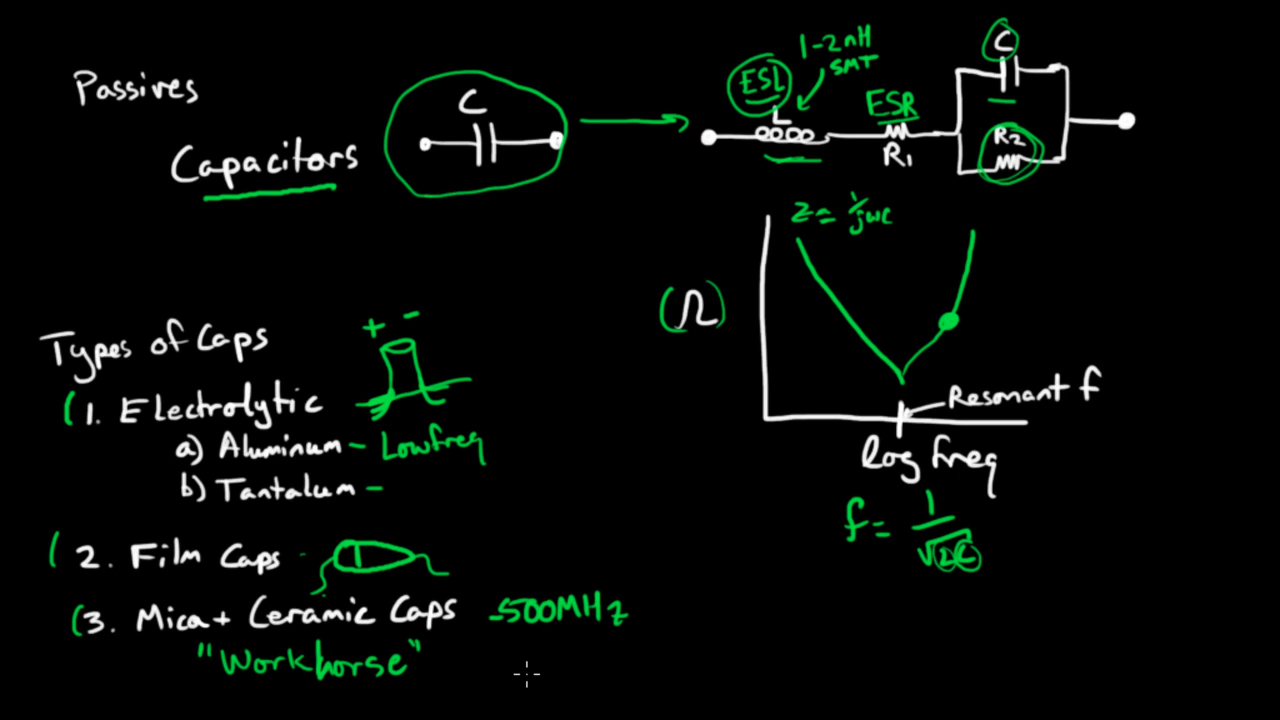 Passives
Capacitors
C
1-2nH
SMT
ESL
L
ESR
R1
C
R2
Z = 1/jwc
(Ω)
Resonant f
log freq
f = 1/√LC
Types of Caps
+ -
(1. Electrolytic
a) Aluminum - Low freq
b) Tantalum -
(2. Film Caps -
(3. Mica + Ceramic Caps -500MHz
"Workhorse"